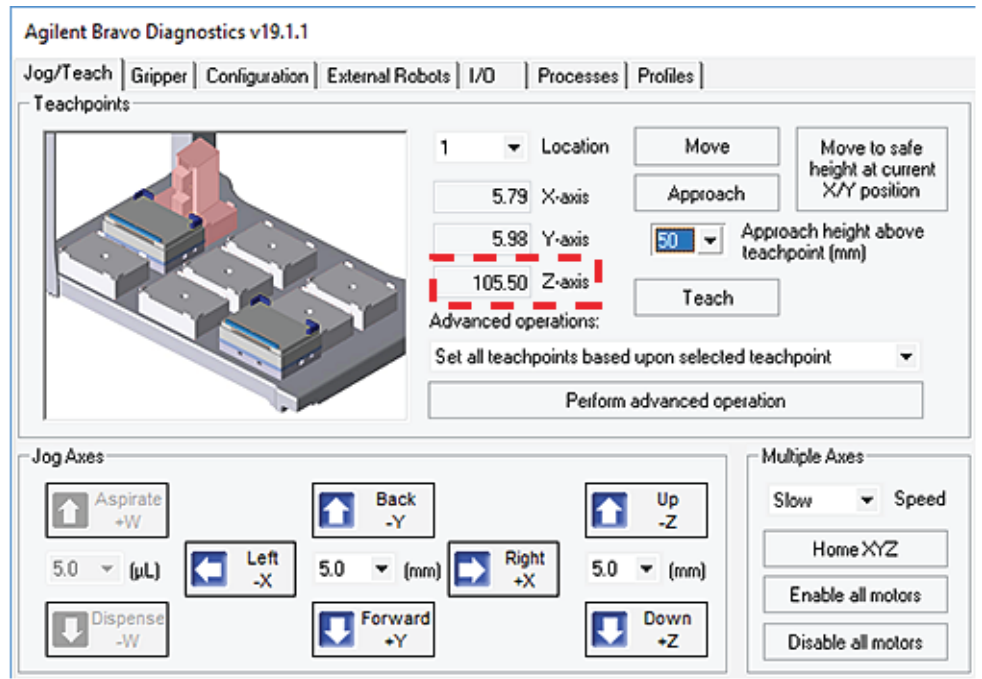 Agilent Bravo Diagnostics v19.1.1
Jog/Teach Gripper Configuration External Robots I/O Processes Profiles
Teachpoints
1 Location
5.79 X-axis
5.98 Y-axis
105.50 Z-axis
Move
Approach
Move to safe
height at current
X/Y position
50 Approach height above
teachpoint (mm)
Teach
Advanced operations:
Set all teachpoints based upon selected teachpoint
Perform advanced operation
Jog Axes
Aspirate
+W
5.0 (µL)
Dispense
-W
Left
-X
Back
-Y
5.0 (mm)
Forward
+Y
Right
+X
Up
-Z
5.0 (mm)
Down
+Z
Multiple Axes
Slow Speed
Home XYZ
Enable all motors
Disable all motors